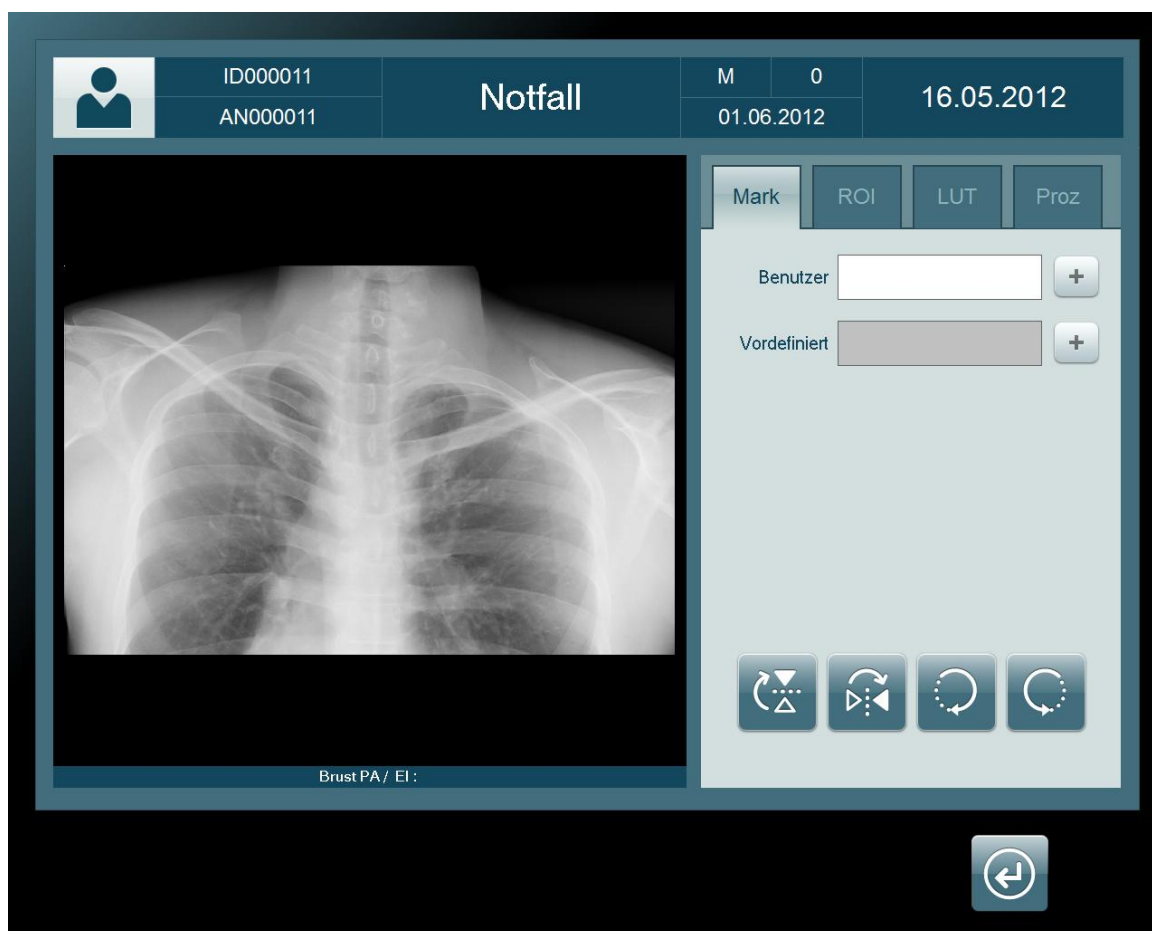 ID000011
AN000011
Notfall
M 0
01.06.2012
16.05.2012
Mark ROI LUT Proz
Benutzer +
Vordefiniert +
Brust PA / EI :